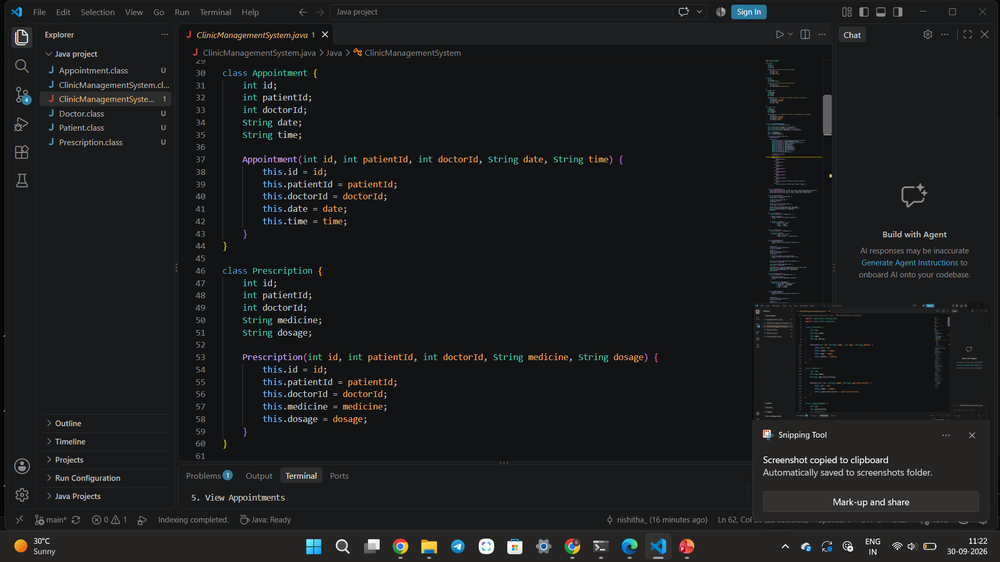 File Edit Selection View Go Run Terminal Help
Java project
Sign In
Explorer
Java project
Appointment.class U
ClinicManagementSystem.cl...
ClinicManagementSyste... 1
Doctor.class U
Patient.class U
Prescription.class U
4
Outline
Timeline
Projects
Run Configuration
Java Projects
ClinicManagementSystem.java 1
ClinicManagementSystem.java > Java > ClinicManagementSystem
29
30 class Appointment {
31 int id;
32 int patientId;
33 int doctorId;
34 String date;
35 String time;
36
37 Appointment(int id, int patientId, int doctorId, String date, String time) {
38 this.id = id;
39 this.patientId = patientId;
40 this.doctorId = doctorId;
41 this.date = date;
42 this.time = time;
43 }
44 }
45
46 class Prescription {
47 int id;
48 int patientId;
49 int doctorId;
50 String medicine;
51 String dosage;
52
53 Prescription(int id, int patientId, int doctorId, String medicine, String dosage) {
54 this.id = id;
55 this.patientId = patientId;
56 this.doctorId = doctorId;
57 this.medicine = medicine;
58 this.dosage = dosage;
59 }
60 }
61
Problems 1 Output Terminal Ports
5. View Appointments
Chat
Build with Agent
AI responses may be inaccurate
Generate Agent Instructions to
onboard AI onto your codebase.
Snipping Tool
Screenshot copied to clipboard
Automatically saved to screenshots folder.
Mark-up and share
main* 0 1 Indexing completed. Java: Ready nishitha_ (16 minutes ago)
30°C
Sunny
ENG
IN
11:22
30-09-2026